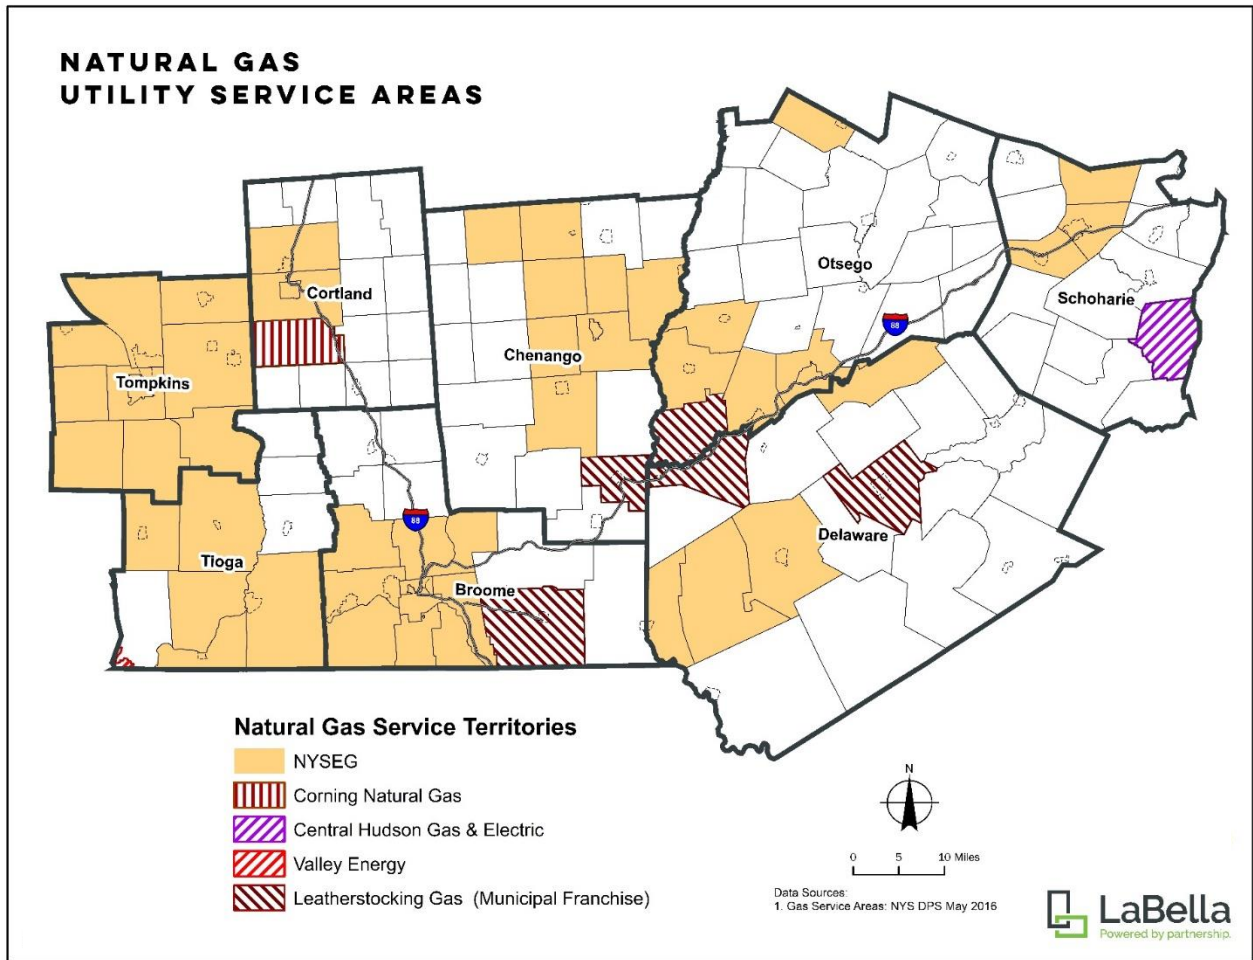 NATURAL GAS
UTILITY SERVICE AREAS
Otsego
Cortland
Schoharie
88
Chenango
Tompkins
88
Delaware
Tioga
Broome
Natural Gas Service Territories
NYSEG
Corning Natural Gas
Central Hudson Gas & Electric
Valley Energy
Leatherstocking Gas (Municipal Franchise)
N
0 5 10 Miles
Data Sources:
1. Gas Service Areas: NYS DPS May 2016
LaBella
Powered by partnership.